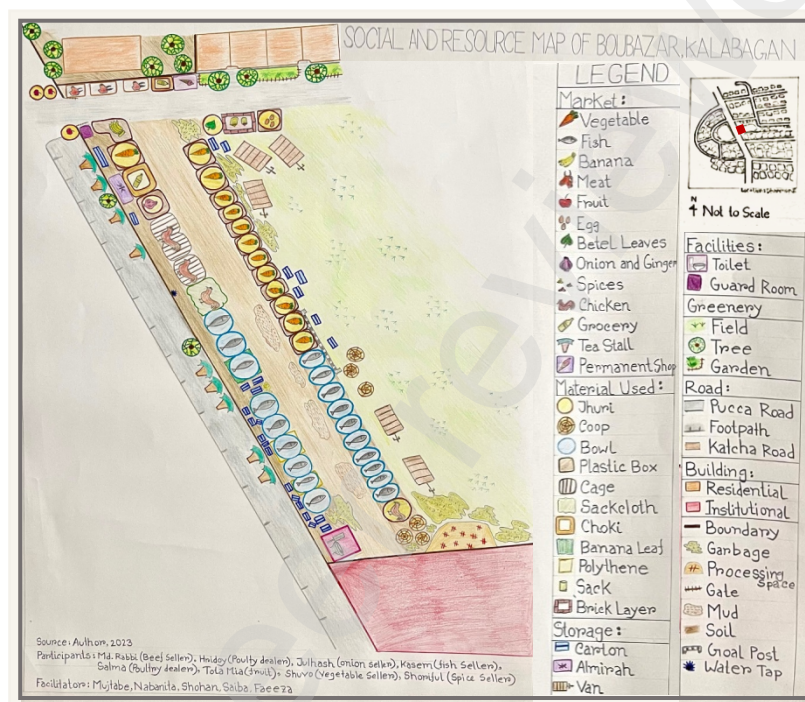 SOCIAL AND RESOURCE MAP OF BOUBAZAR, KALABAGAN
LEGEND
Market:
Vegetable
Fish
Banana
Meat
Fruit
Egg
Betel Leaves
Onion and Ginger
Spices
Chicken
Grocery
Tea Stall
Permanent Shop
Material Used:
Jhuri
Coop
Bowl
Plastic Box
Cage
Sackcloth
Choki
Banana Leaf
Polythene
Sack
Brick Layer
Storage:
Carton
Almirah
Van
N
Not to Scale
Facilities:
Toilet
Guard Room
Greenery
Field
Tree
Garden
Road:
Pucca Road
Footpath
Katcha Road
Building:
Residential
Institutional
Boundary
Garbage
Processing Space
Gate
Mud
Soil
Goal Post
Water Tap
Source: Author, 2023
Participants: Md. Rabbi (Beef Seller), Hridoy (Poultry dealer), Julhash (onion seller), Kasem (fish Seller),
Salma (Poultry dealer), Tota Mia (fruit), Shuvo (Vegetable Seller), (Spice Seller)
Facilitators: Mujtabe, Nabanita, Shohan, Saiba, Faeeza